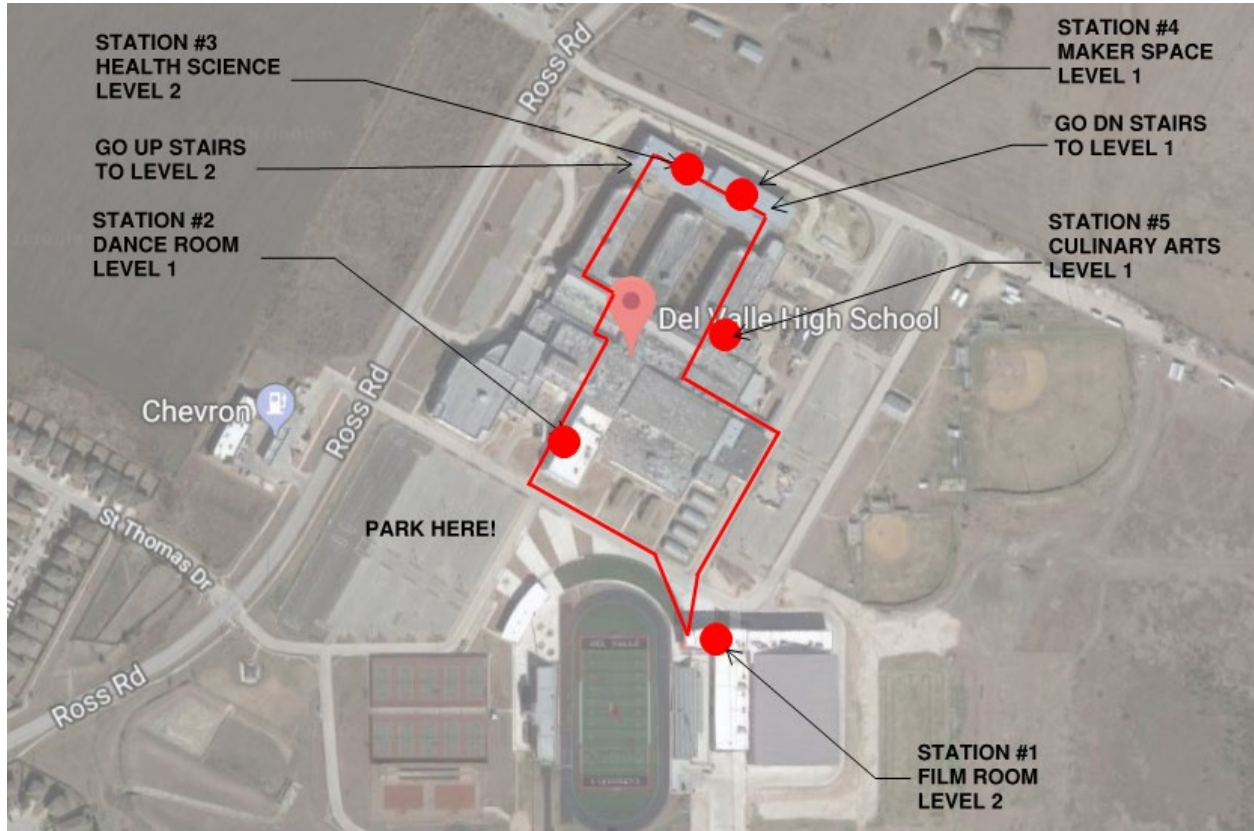 STATION #3
HEALTH SCIENCE
LEVEL 2
STATION #4
MAKER SPACE
LEVEL 1
Ross Rd
GO UP STAIRS
TO LEVEL 2
GO DN STAIRS
TO LEVEL 1
STATION #2
DANCE ROOM
LEVEL 1
STATION #5
CULINARY ARTS
LEVEL 1
Del Valle High School
Chevron
Ross Rd
St Thomas Dr
PARK HERE!
DEL VALLE
Ross Rd
STATION #1
FILM ROOM
LEVEL 2